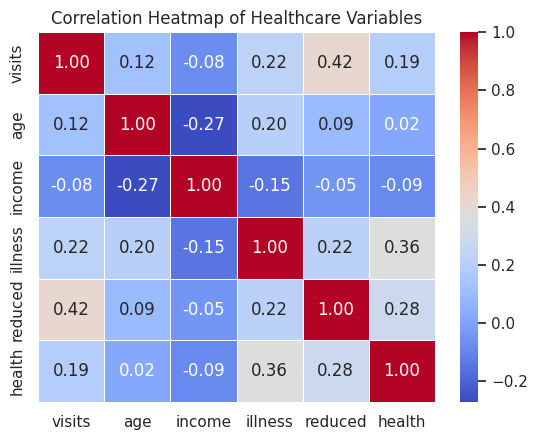 Correlation Heatmap of Healthcare Variables
visits 1.00 0.12 -0.08 0.22 0.42 0.19
age 0.12 1.00 -0.27 0.20 0.09 0.02
income -0.08 -0.27 1.00 -0.15 -0.05 -0.09
illness 0.22 0.20 -0.15 1.00 0.22 0.36
reduced 0.42 0.09 -0.05 0.22 1.00 0.28
health 0.19 0.02 -0.09 0.36 0.28 1.00
visits age income illness reduced health
1.0
0.8
0.6
0.4
0.2
0.0
−0.2